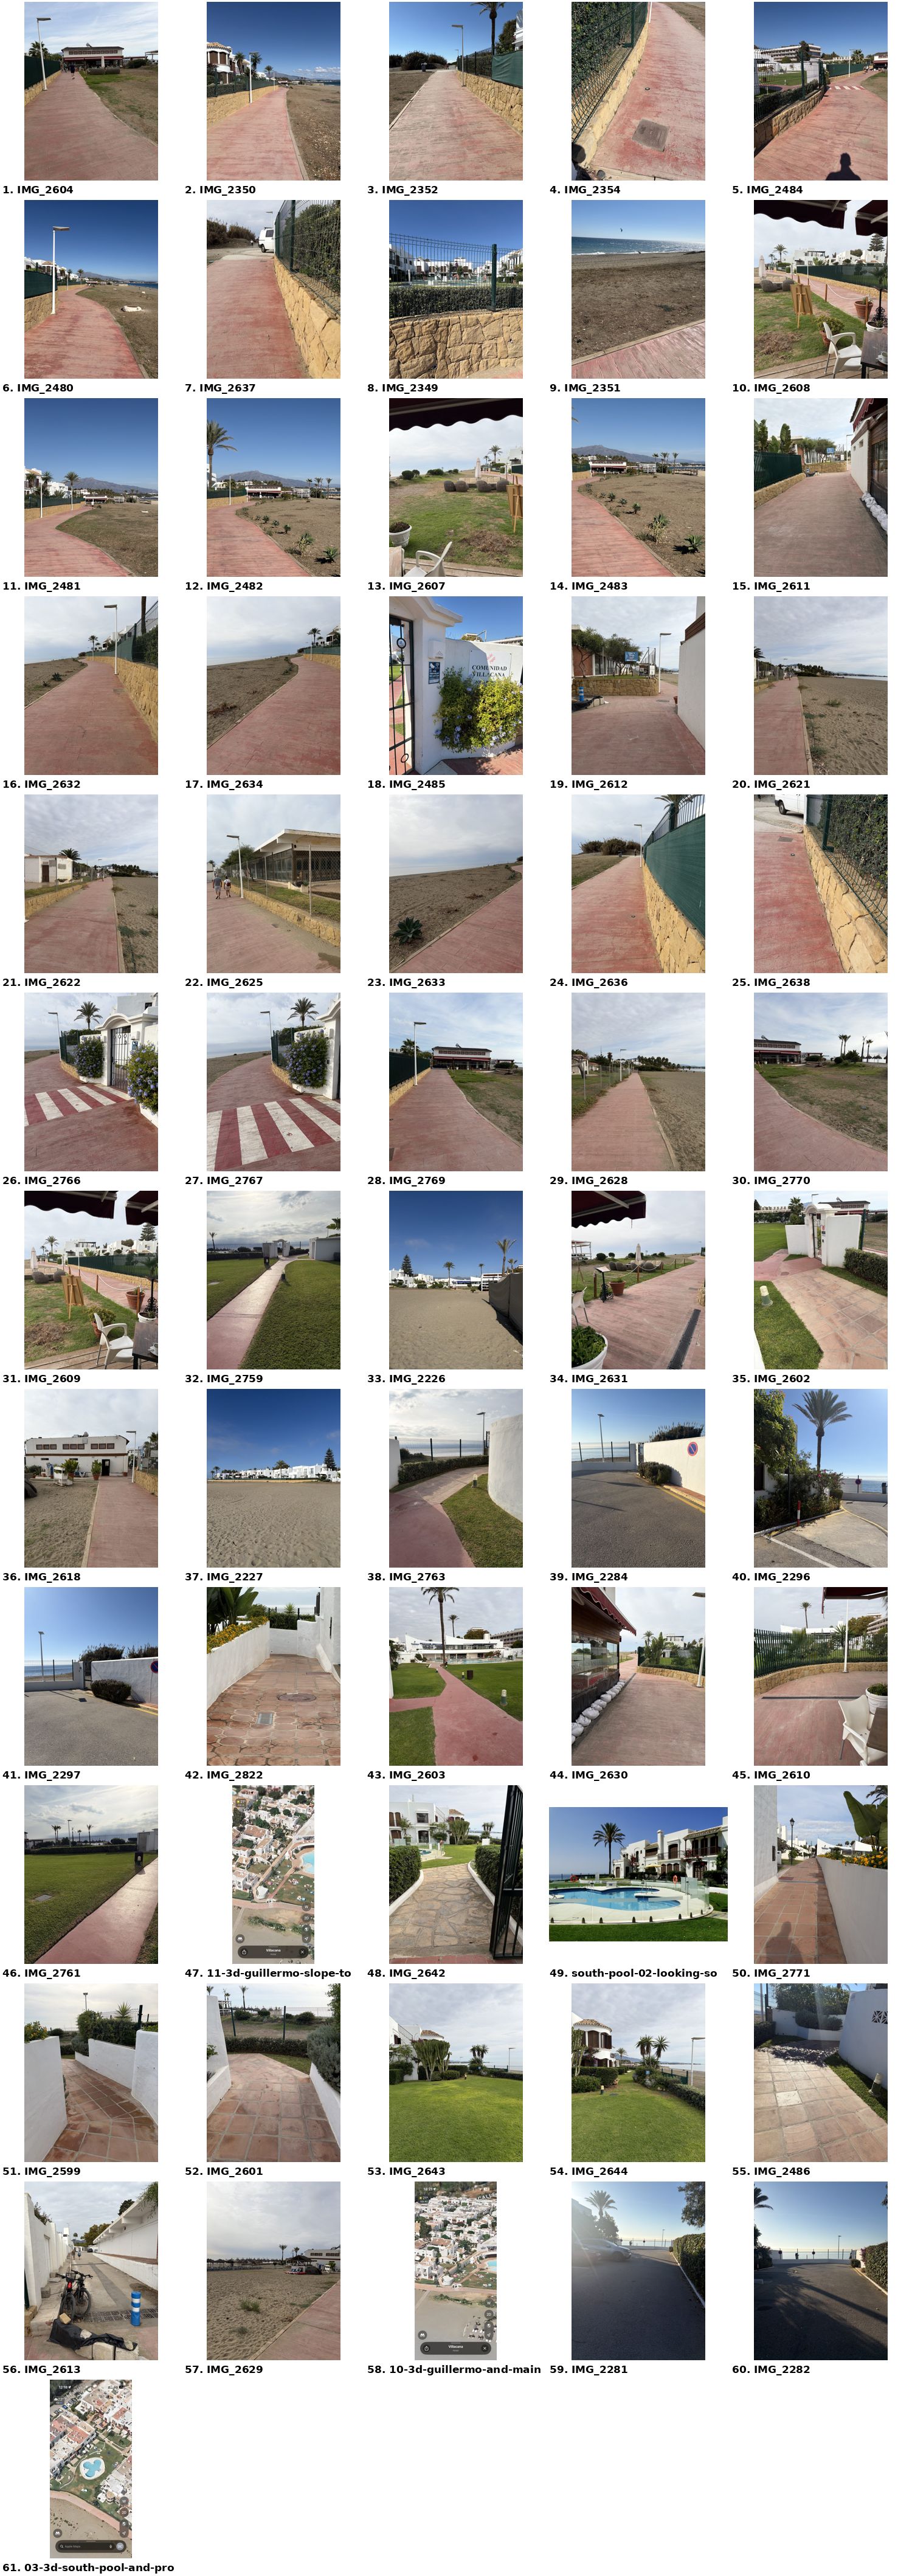 1. IMG_2604
2. IMG_2350
3. IMG_2352
4. IMG_2354
5. IMG_2484
6. IMG_2480
7. IMG_2637
8. IMG_2349
9. IMG_2351
10. IMG_2608
11. IMG_2481
12. IMG_2482
13. IMG_2607
14. IMG_2483
15. IMG_2611
COMUNIDAD
VILLACANA
16. IMG_2632
17. IMG_2634
18. IMG_2485
19. IMG_2612
20. IMG_2621
21. IMG_2622
22. IMG_2625
23. IMG_2633
24. IMG_2636
25. IMG_2638
26. IMG_2766
27. IMG_2767
28. IMG_2769
29. IMG_2628
30. IMG_2770
31. IMG_2609
32. IMG_2759
33. IMG_2226
34. IMG_2631
35. IMG_2602
36. IMG_2618
37. IMG_2227
38. IMG_2763
39. IMG_2284
40. IMG_2296
41. IMG_2297
42. IMG_2822
43. IMG_2603
44. IMG_2630
45. IMG_2610
Villacana
46. IMG_2761
47. 11-3d-guillermo-slope-to
48. IMG_2642
49. south-pool-02-looking-so
50. IMG_2771
51. IMG_2599
52. IMG_2601
53. IMG_2643
54. IMG_2644
55. IMG_2486
Villacana
56. IMG_2613
57. IMG_2629
58. 10-3d-guillermo-and-main
59. IMG_2281
60. IMG_2282
61. 03-3d-south-pool-and-pro